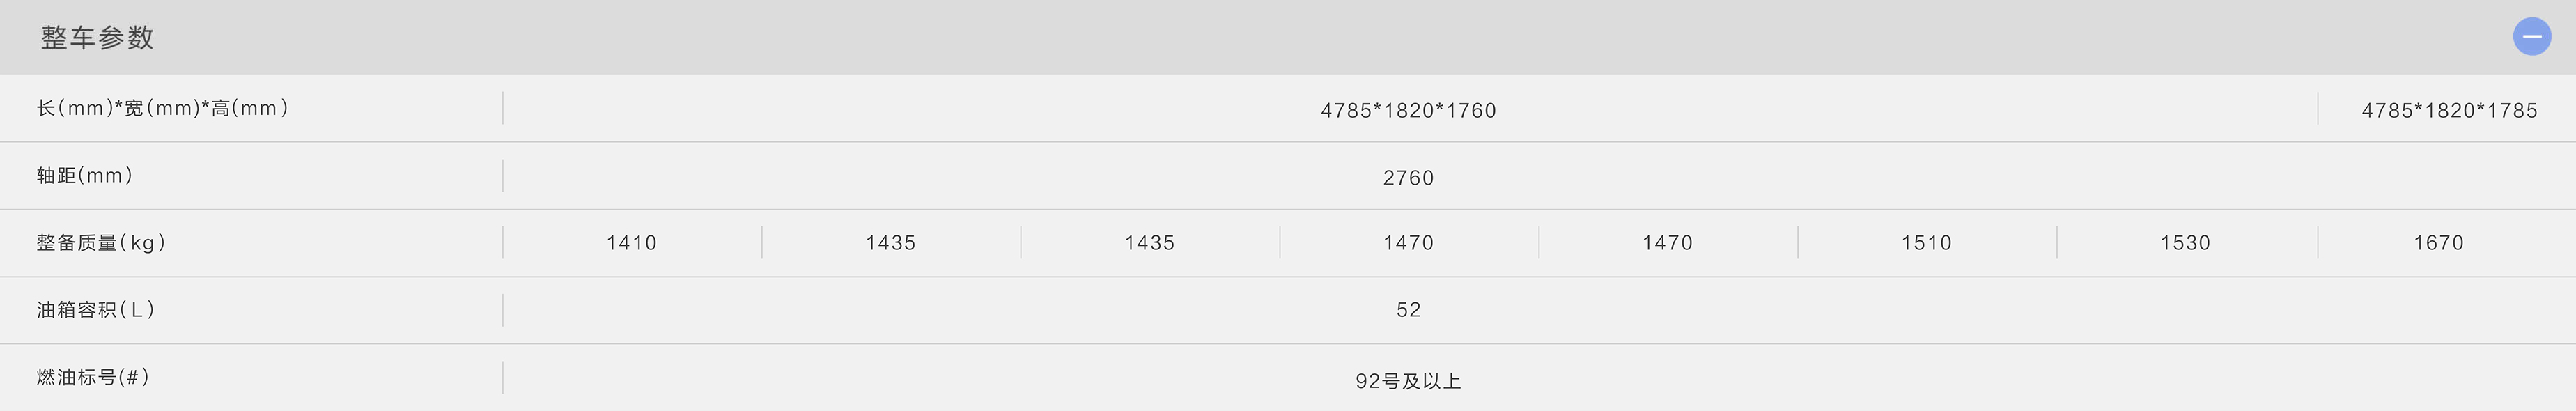 整车参数
长(mm)*宽(mm)*高(mm) 4785*1820*1760 4785*1820*1785
轴距(mm) 2760
整备质量(kg) 1410 1435 1435 1470 1470 1510 1530 1670
油箱容积(L) 52
燃油标号(#) 92号及以上